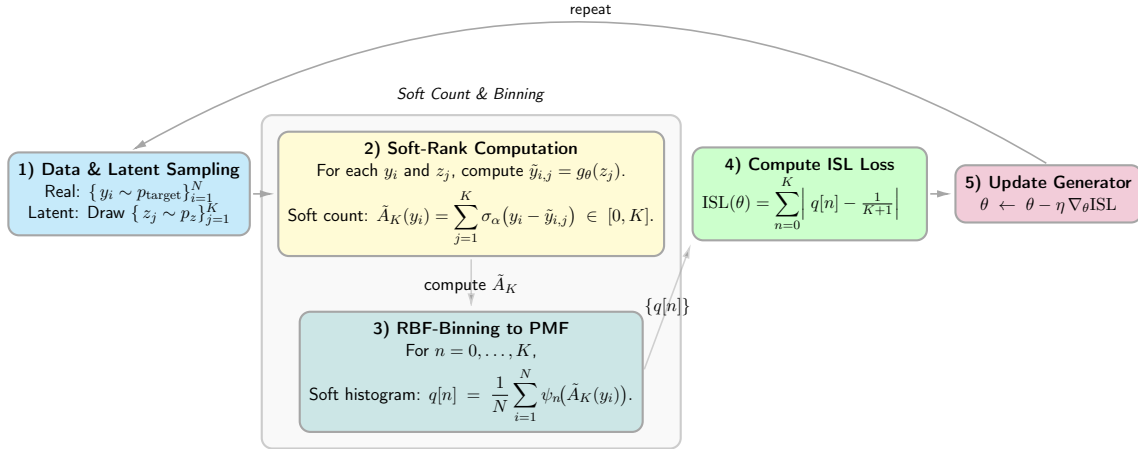 repeat
Soft Count & Binning
1) Data & Latent Sampling
Real: { y_i ∼ p_target }_{i=1}^N
Latent: Draw { z_j ∼ p_z }_{j=1}^K
2) Soft-Rank Computation
For each y_i and z_j, compute ỹ_{i,j} = g_θ(z_j).
Soft count: Ã_K(y_i) = ∑_{j=1}^K σ_α(y_i − ỹ_{i,j}) ∈ [0, K].
compute Ã_K
3) RBF-Binning to PMF
For n = 0, . . . , K,
Soft histogram: q[n] = 1/N ∑_{i=1}^N ψ_n(Ã_K(y_i)).
{q[n]}
4) Compute ISL Loss
ISL(θ) = ∑_{n=0}^K | q[n] − 1/(K+1) |
5) Update Generator
θ ← θ − η ∇_θ ISL